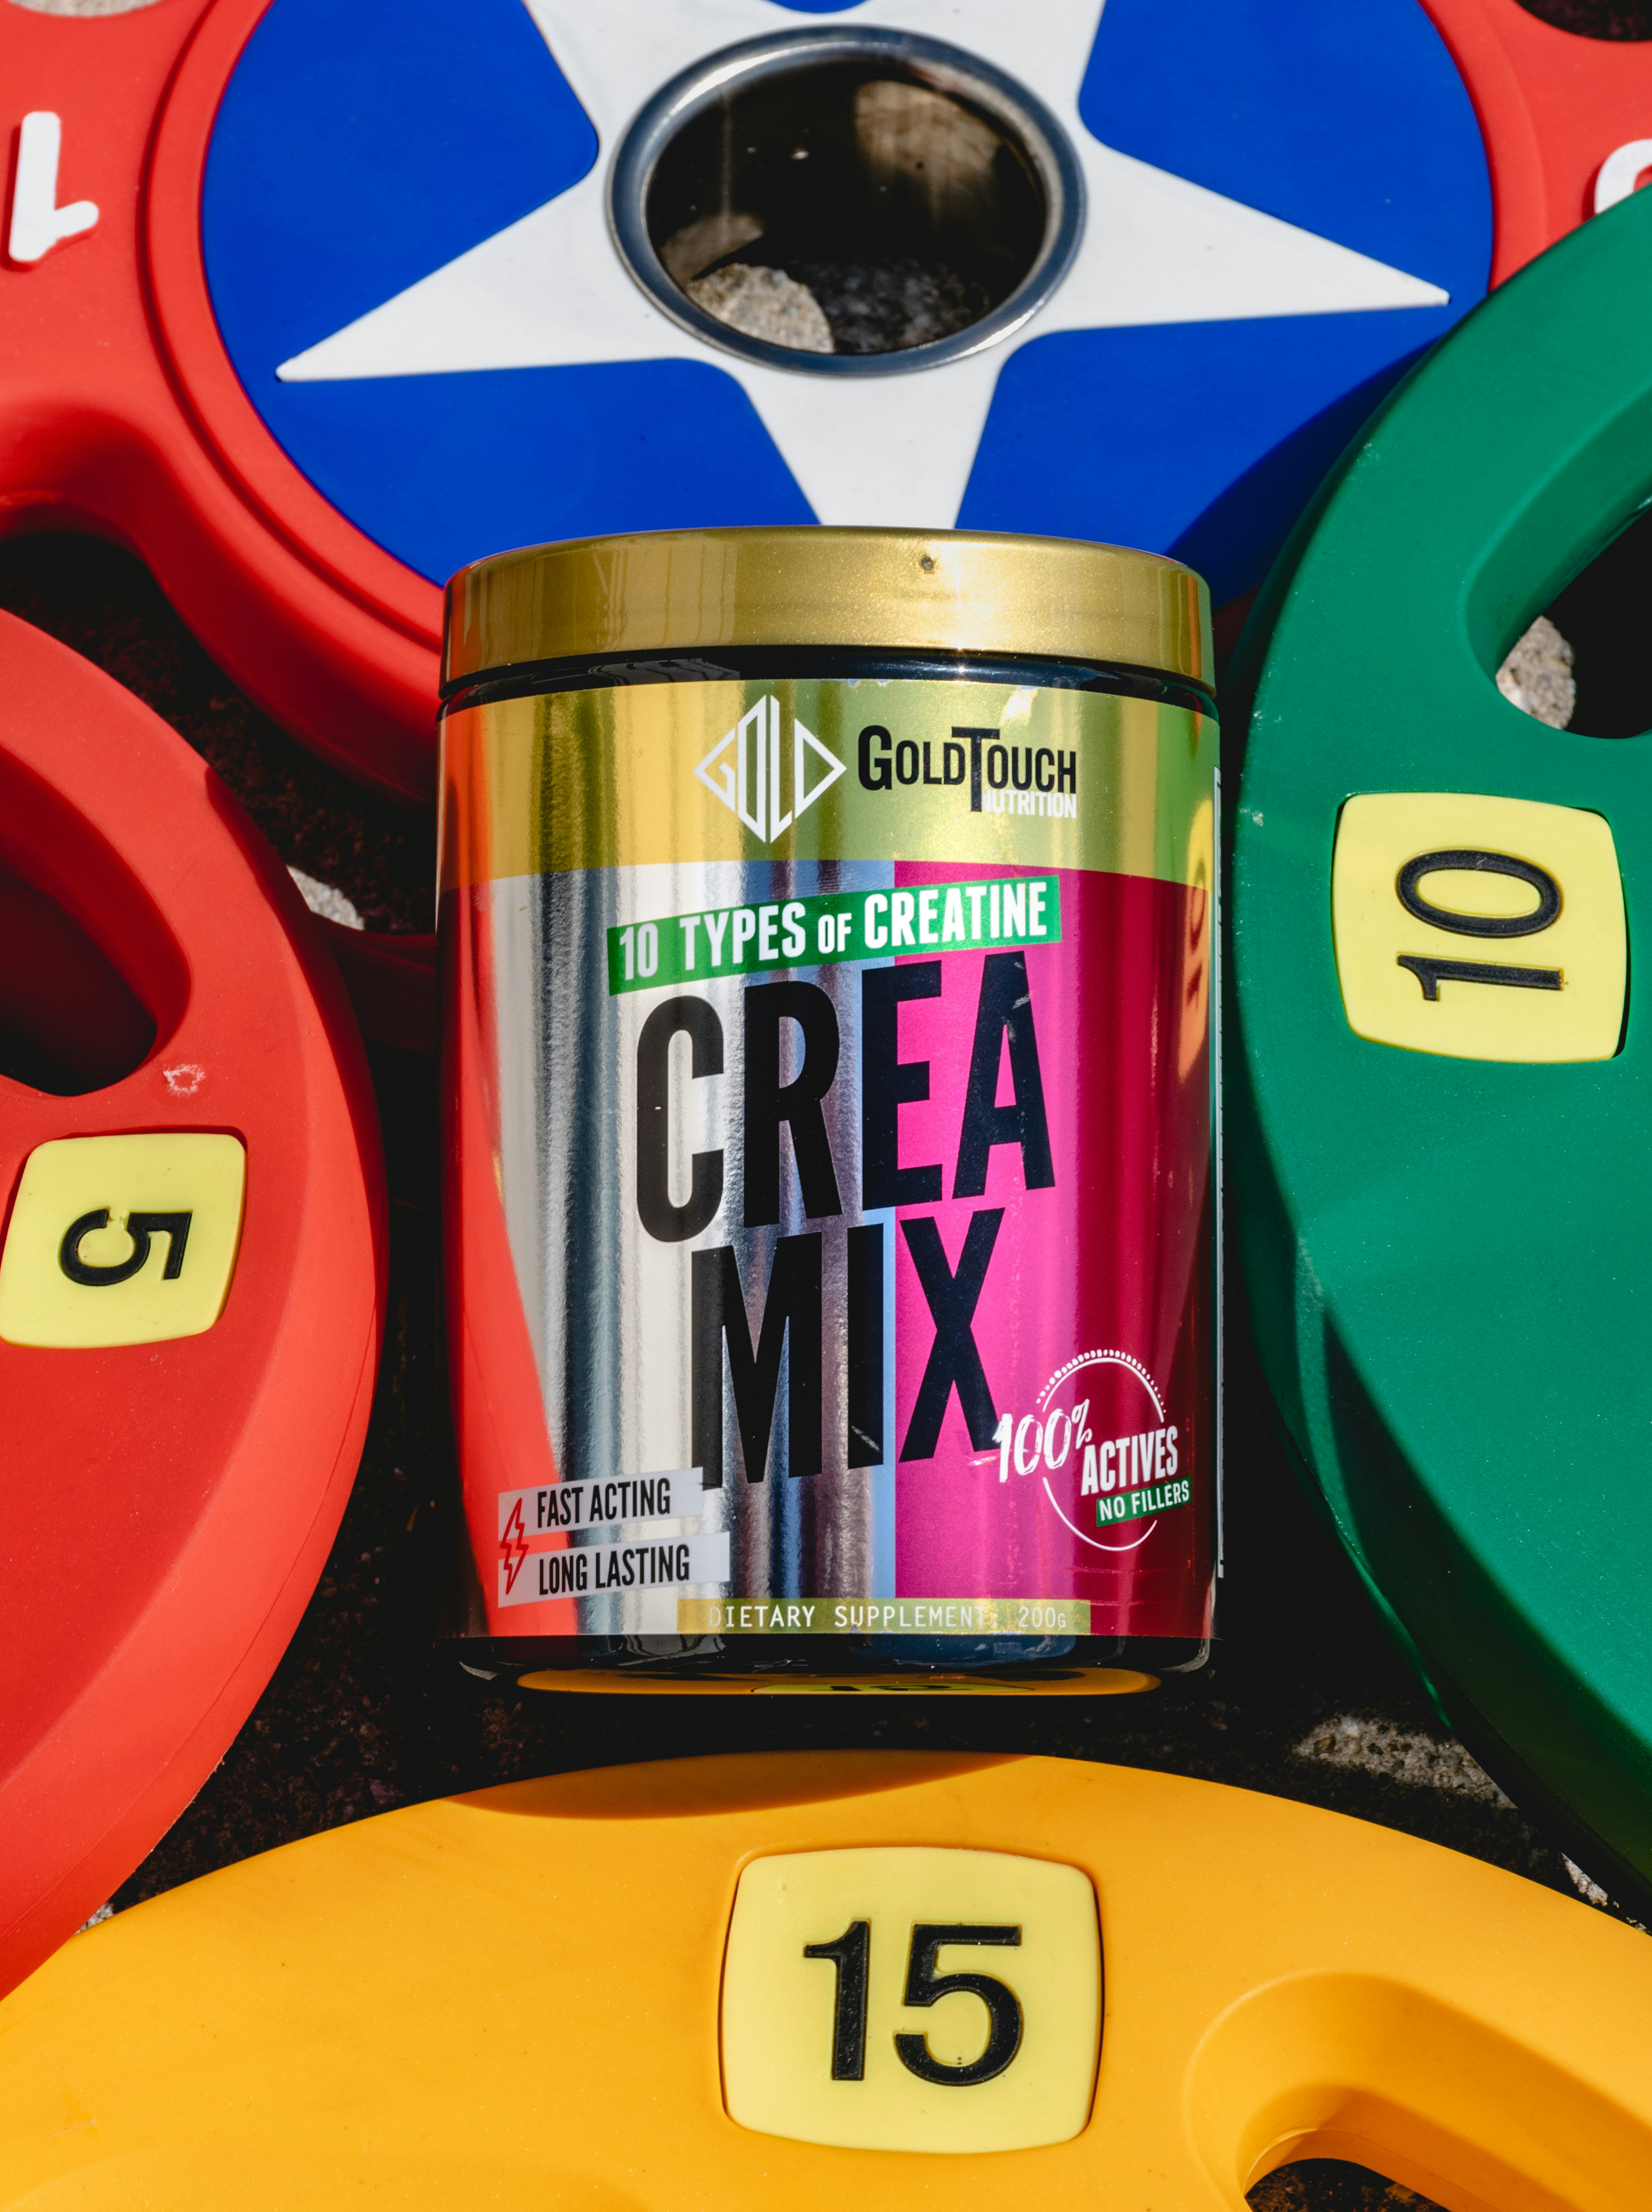 GOLD
GOLDTOUCH
NUTRITION
10 TYPES OF CREATINE
CREA
MIX
100%
ACTIVES
NO FILLERS
FAST ACTING
LONG LASTING
DIETARY SUPPLEMENT: 200G
10
5
15